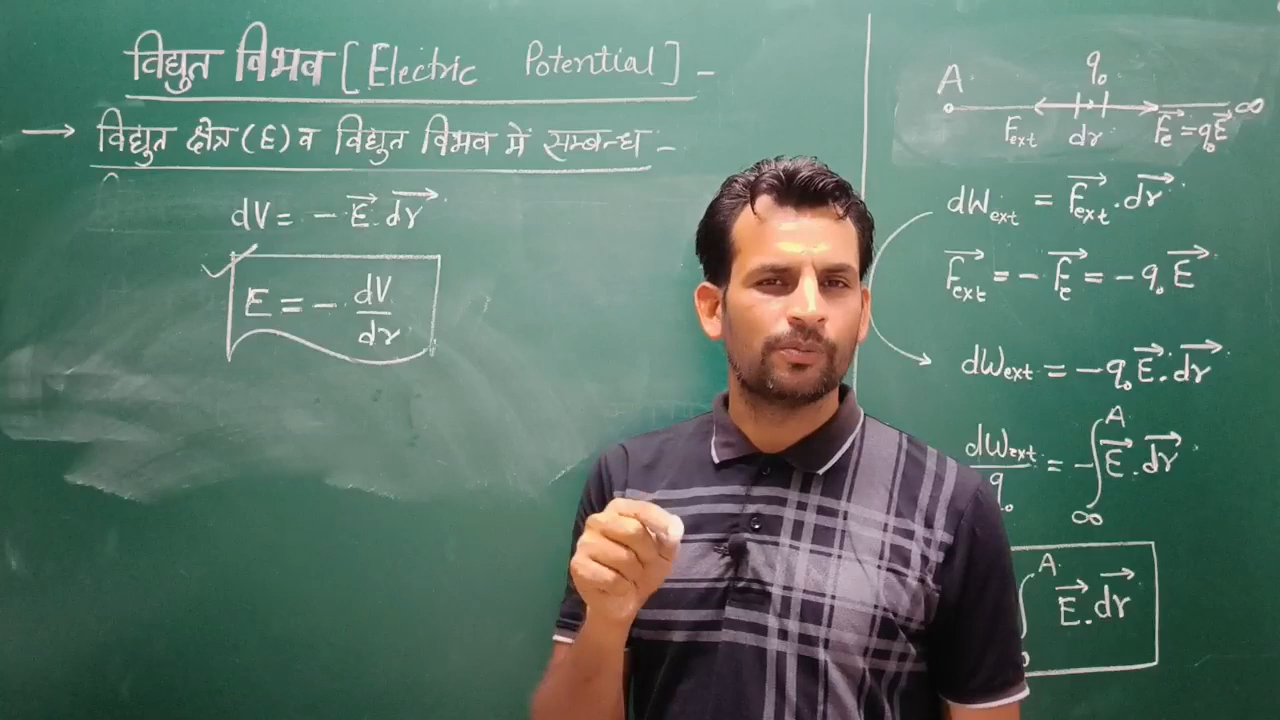 विद्युत विभव [Electric Potential] -
→ विद्युत क्षेत्र (E) व विद्युत विभव में सम्बन्ध -
dV = - E⃗ . dr⃗
✓ E = - dV/dr
A q₀ ∞
F⃗ext dr F⃗e = q₀E⃗
dWext = F⃗ext . dr⃗
F⃗ext = - F⃗e = - q₀ E⃗
dWext = - q₀ E⃗ . dr⃗
dWext/q₀ = - ∫_∞^A E⃗ . dr⃗
∫^A E⃗ . dr⃗